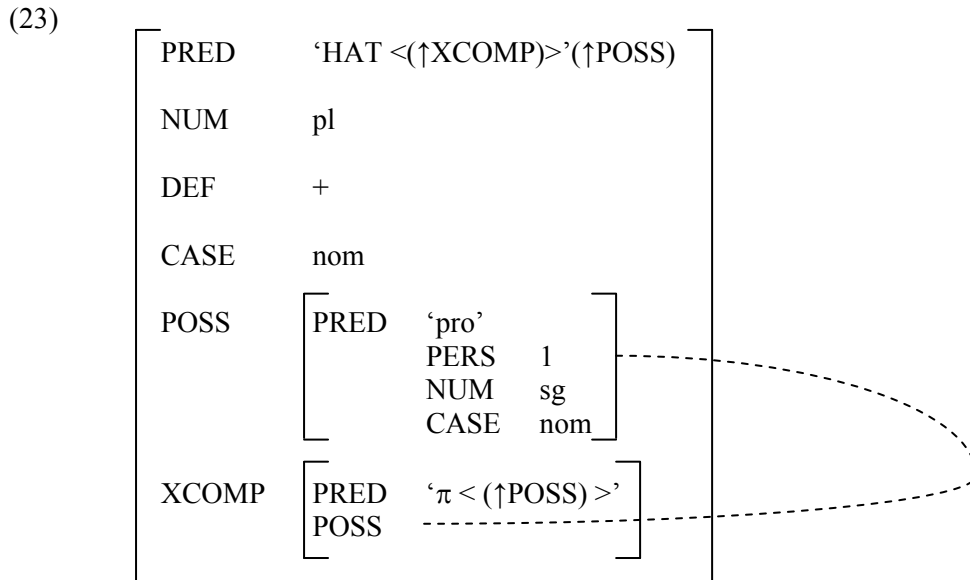 (23)
PRED ‘HAT <(↑XCOMP)>’(↑POSS)
NUM pl
DEF +
CASE nom
POSS PRED ‘pro’
PERS 1
NUM sg
CASE nom
XCOMP PRED ‘π < (↑POSS) >’
POSS